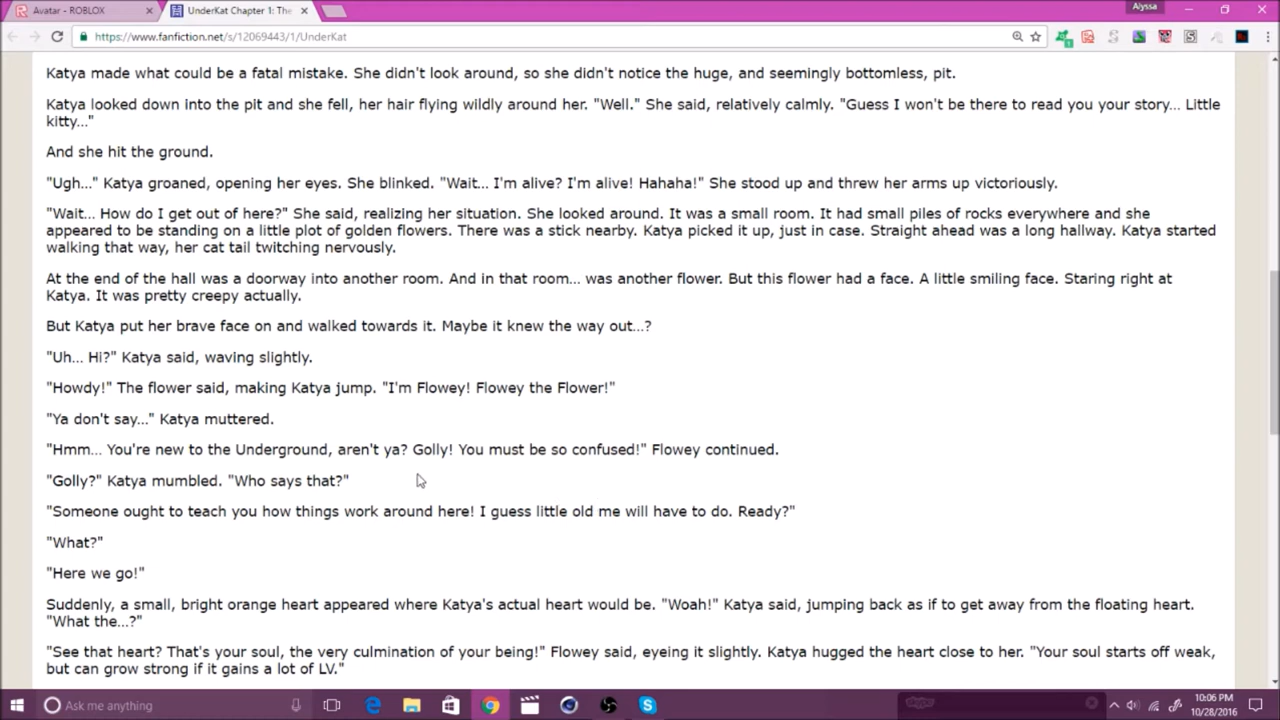 Avatar - ROBLOX
UnderKat Chapter 1: The
Alyssa
https://www.fanfiction.net/s/12069443/1/UnderKat
Katya made what could be a fatal mistake. She didn't look around, so she didn't notice the huge, and seemingly bottomless, pit.
Katya looked down into the pit and she fell, her hair flying wildly around her. "Well." She said, relatively calmly. "Guess I won't be there to read you your story... Little
kitty..."
And she hit the ground.
"Ugh..." Katya groaned, opening her eyes. She blinked. "Wait... I'm alive? I'm alive! Hahaha!" She stood up and threw her arms up victoriously.
"Wait... How do I get out of here?" She said, realizing her situation. She looked around. It was a small room. It had small piles of rocks everywhere and she
appeared to be standing on a little plot of golden flowers. There was a stick nearby. Katya picked it up, just in case. Straight ahead was a long hallway. Katya started
walking that way, her cat tail twitching nervously.
At the end of the hall was a doorway into another room. And in that room... was another flower. But this flower had a face. A little smiling face. Staring right at
Katya. It was pretty creepy actually.
But Katya put her brave face on and walked towards it. Maybe it knew the way out...?
"Uh... Hi?" Katya said, waving slightly.
"Howdy!" The flower said, making Katya jump. "I'm Flowey! Flowey the Flower!"
"Ya don't say..." Katya muttered.
"Hmm... You're new to the Underground, aren't ya? Golly! You must be so confused!" Flowey continued.
"Golly?" Katya mumbled. "Who says that?"
"Someone ought to teach you how things work around here! I guess little old me will have to do. Ready?"
"What?"
"Here we go!"
Suddenly, a small, bright orange heart appeared where Katya's actual heart would be. "Woah!" Katya said, jumping back as if to get away from the floating heart.
"What the...?"
"See that heart? That's your soul, the very culmination of your being!" Flowey said, eyeing it slightly. Katya hugged the heart close to her. "Your soul starts off weak,
but can grow strong if it gains a lot of LV."
Ask me anything
10:06 PM
10/28/2016